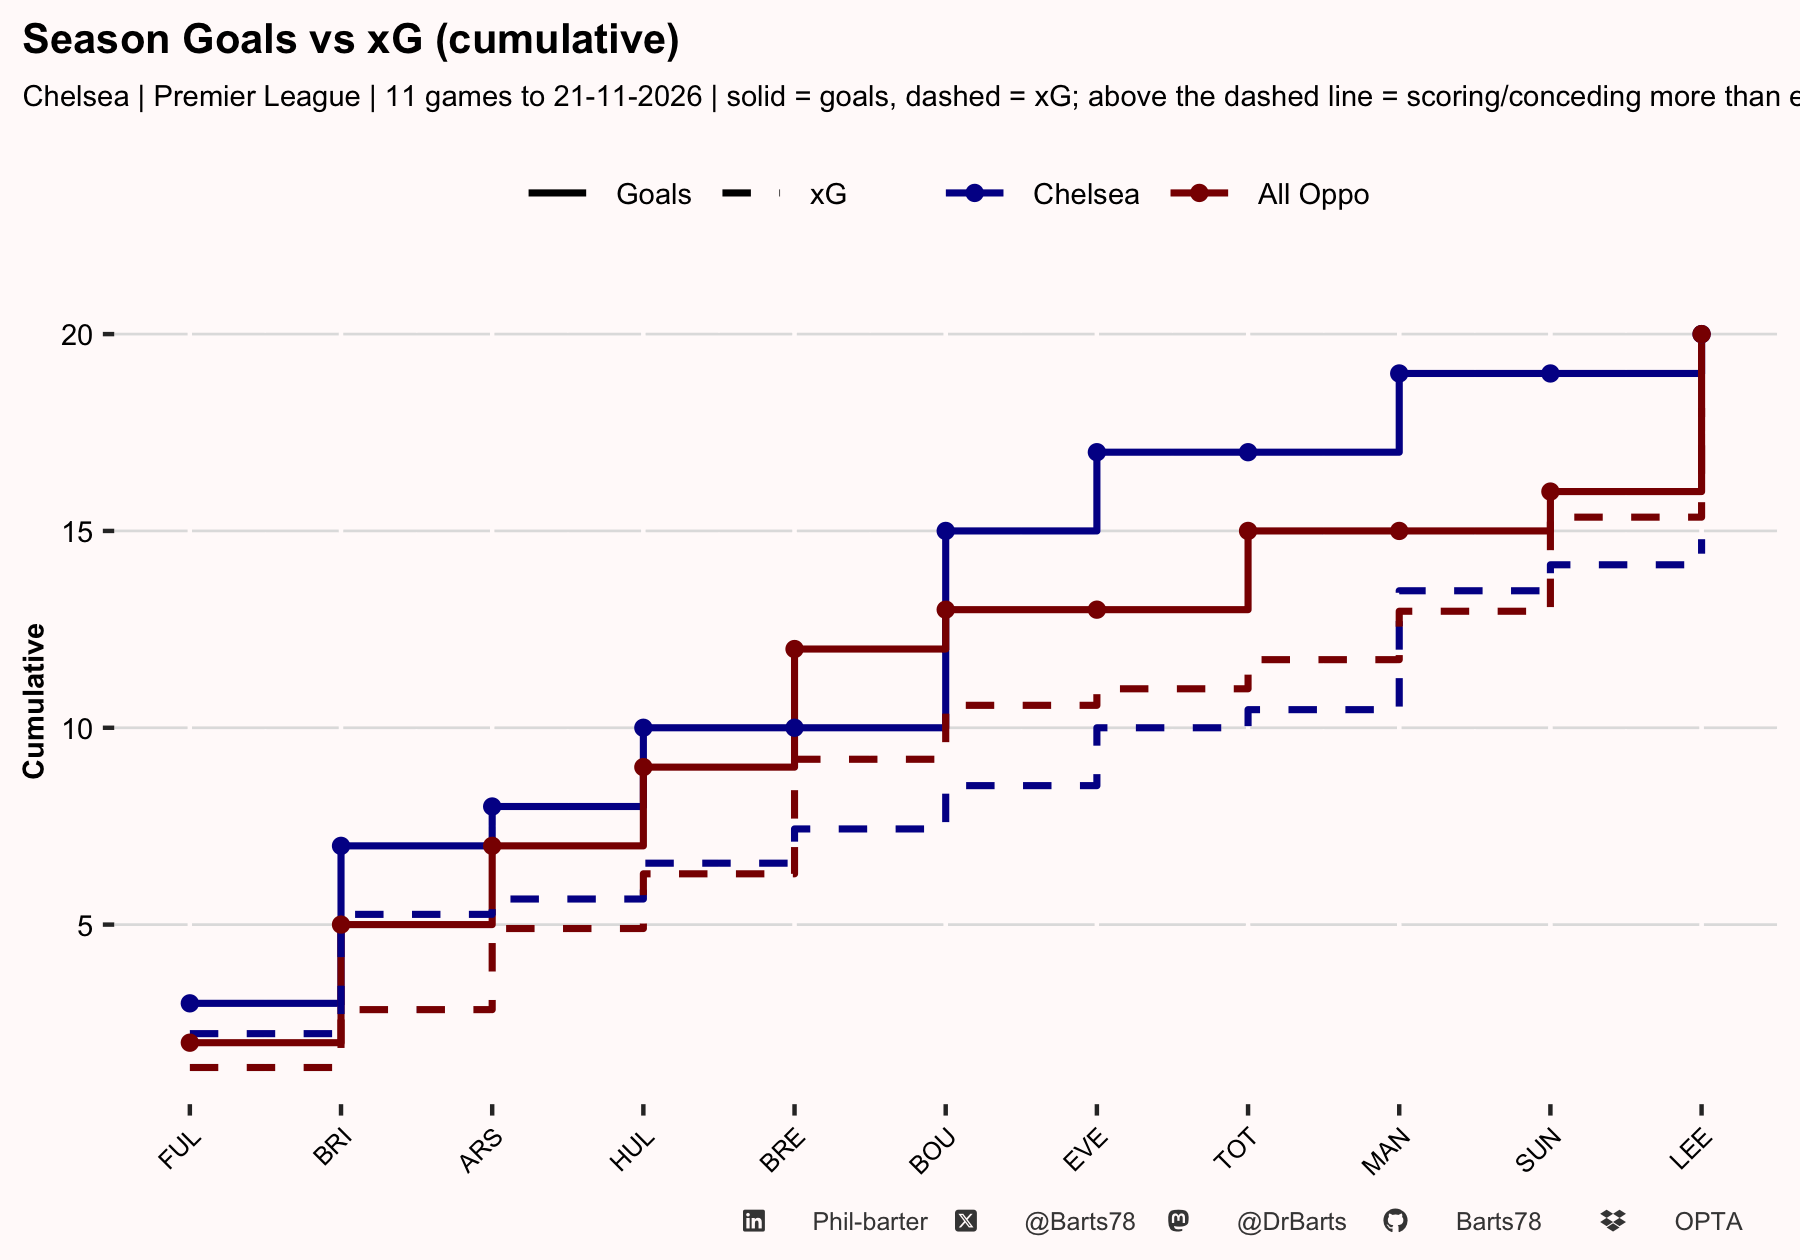 Season Goals vs xG (cumulative)
Chelsea | Premier League | 11 games to 21-11-2026 | solid = goals, dashed = xG; above the dashed line = scoring/conceding more than e
Goals xG Chelsea All Oppo
20
15
10
5
Cumulative
FUL BRI ARS HUL BRE BOU EVE TOT MAN SUN LEE
Phil-barter @Barts78 @DrBarts Barts78 OPTA